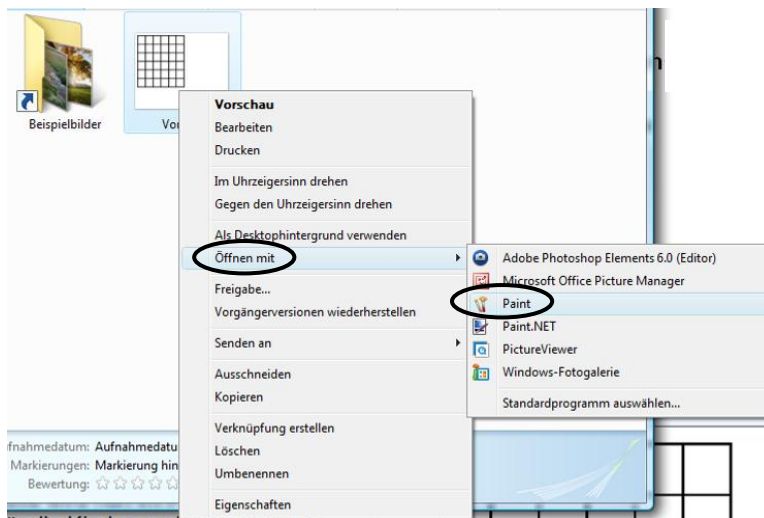 Beispielbilder
Vor
Vorschau
Bearbeiten
Drucken
Im Uhrzeigersinn drehen
Gegen den Uhrzeigersinn drehen
Als Desktophintergrund verwenden
Öffnen mit
Freigabe...
Vorgängerversionen wiederherstellen
Senden an
Ausschneiden
Kopieren
Verknüpfung erstellen
Löschen
Umbenennen
Eigenschaften
Adobe Photoshop Elements 6.0 (Editor)
Microsoft Office Picture Manager
Paint
Paint.NET
PictureViewer
Windows-Fotogalerie
Standardprogramm auswählen...
fnahmedatum: Aufnahmedatu
Markierungen: Markierung hin
Bewertung: